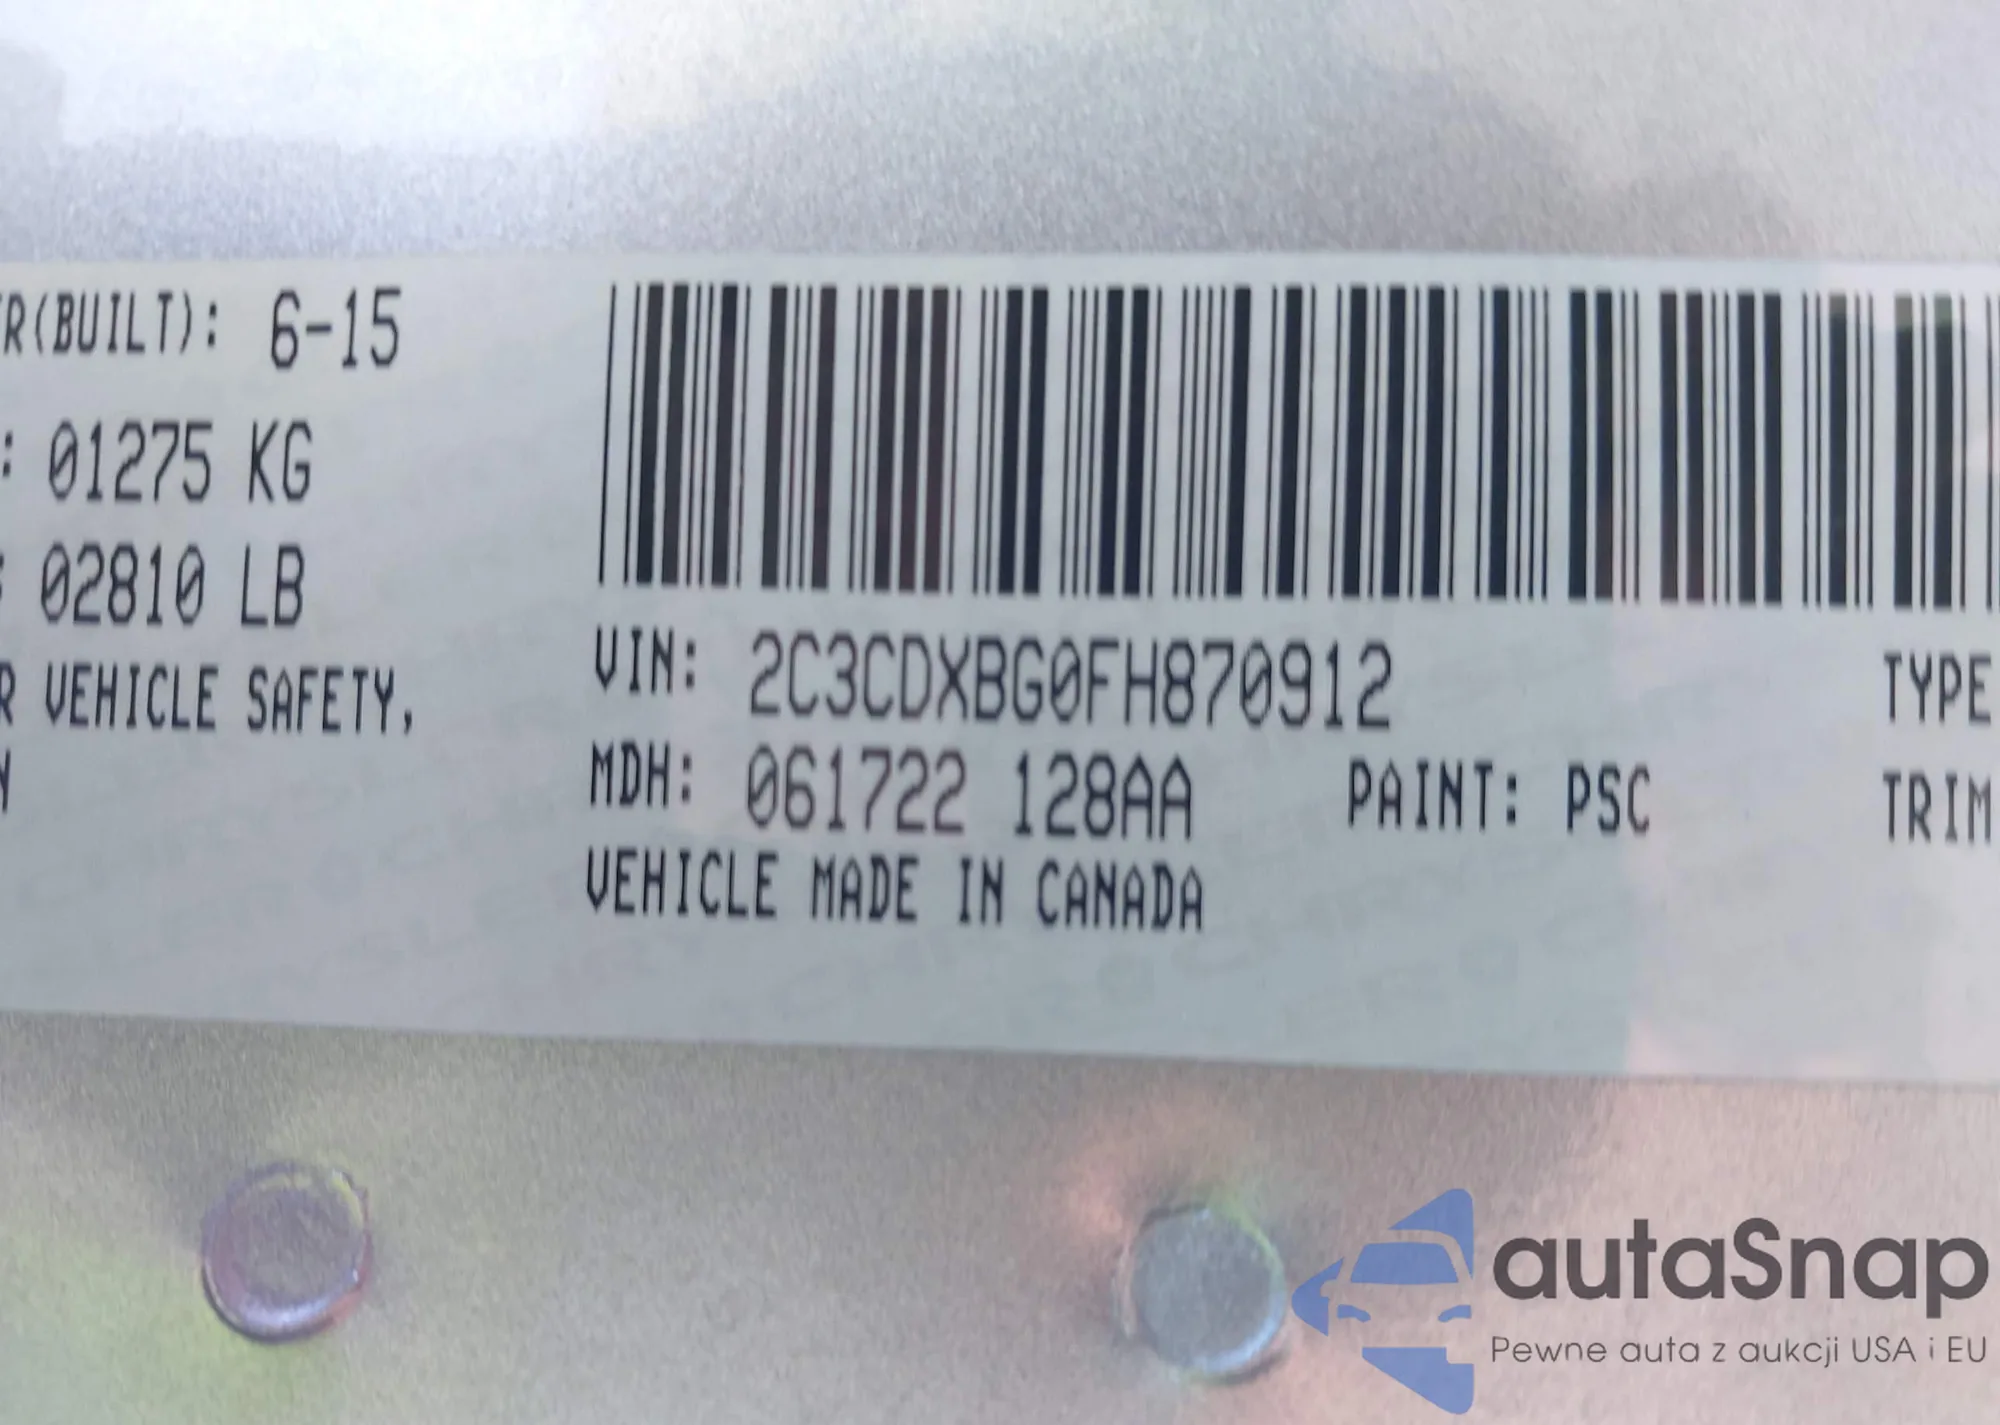 R(BUILT): 6-15
: 01275 KG
02810 LB
R VEHICLE SAFETY,
N
VIN: 2C3CDXBG0FH870912
TYPE
MDH: 061722 128AA PAINT: PSC
TRIM
VEHICLE MADE IN CANADA
autaSnap
Pewne auta z aukcji USA i EU